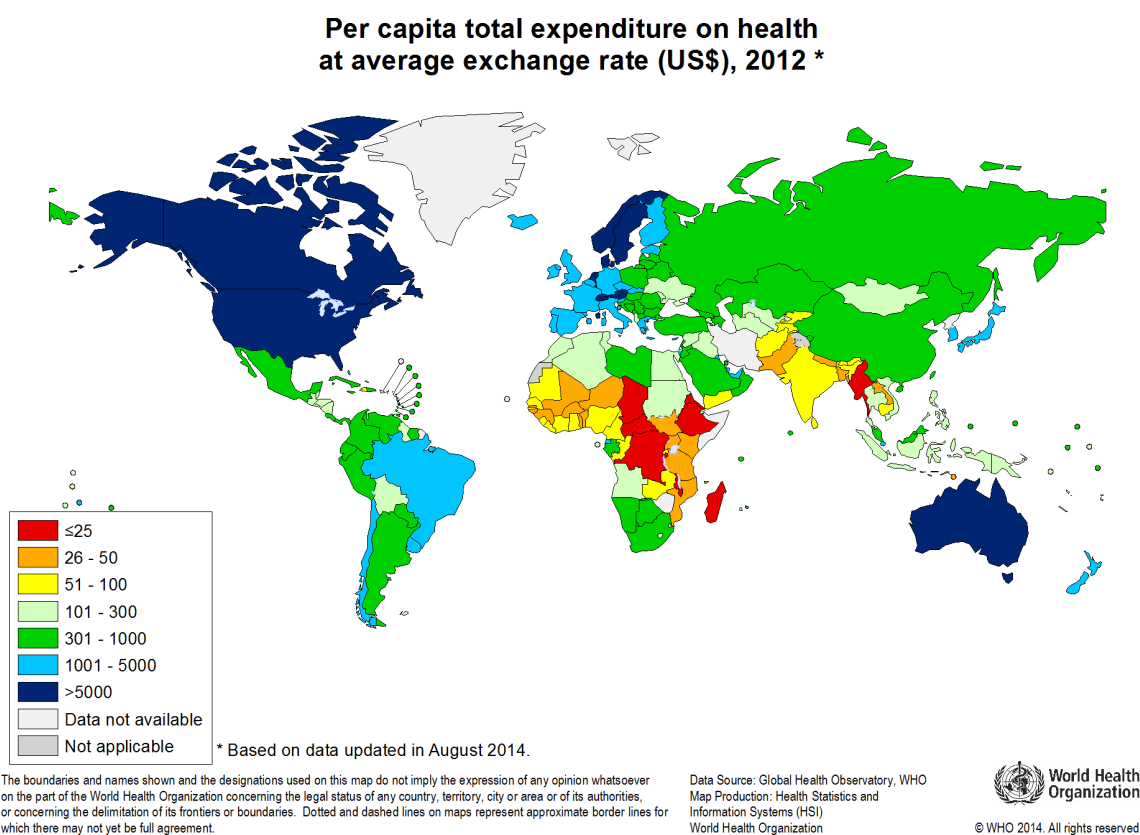 Per capita total expenditure on health
at average exchange rate (US$), 2012 *
≤25
26 - 50
51 - 100
101 - 300
301 - 1000
1001 - 5000
>5000
Data not available
Not applicable
* Based on data updated in August 2014.
The boundaries and names shown and the designations used on this map do not imply the expression of any opinion whatsoever
on the part of the World Health Organization concerning the legal status of any country, territory, city or area or of its authorities,
or concerning the delimitation of its frontiers or boundaries. Dotted and dashed lines on maps represent approximate border lines for
which there may not yet be full agreement.
Data Source: Global Health Observatory, WHO
Map Production: Health Statistics and
Information Systems (HSI)
World Health Organization
World Health
Organization
© WHO 2014. All rights reserved